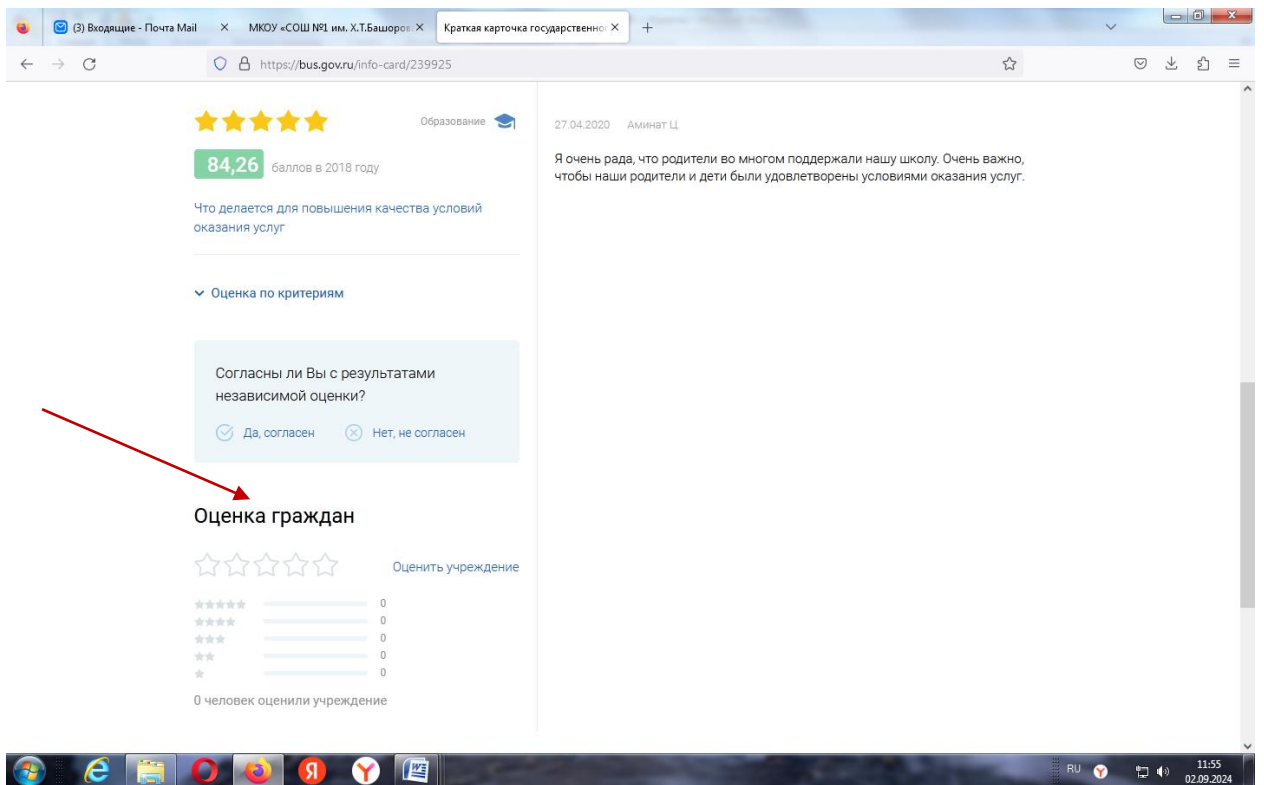 (3) Входящие - Почта Mail
МКОУ «СОШ №1 им. Х.Т.Башоров
Краткая карточка государственног
https://bus.gov.ru/info-card/239925
Образование
84,26 баллов в 2018 году
Что делается для повышения качества условий
оказания услуг
Оценка по критериям
Согласны ли Вы с результатами
независимой оценки?
Да, согласен
Нет, не согласен
Оценка граждан
Оценить учреждение
0
0
0
0
0
0 человек оценили учреждение
27.04.2020 Аминат Ц.
Я очень рада, что родители во многом поддержали нашу школу. Очень важно,
чтобы наши родители и дети были удовлетворены условиями оказания услуг.
RU
11:55
02.09.2024